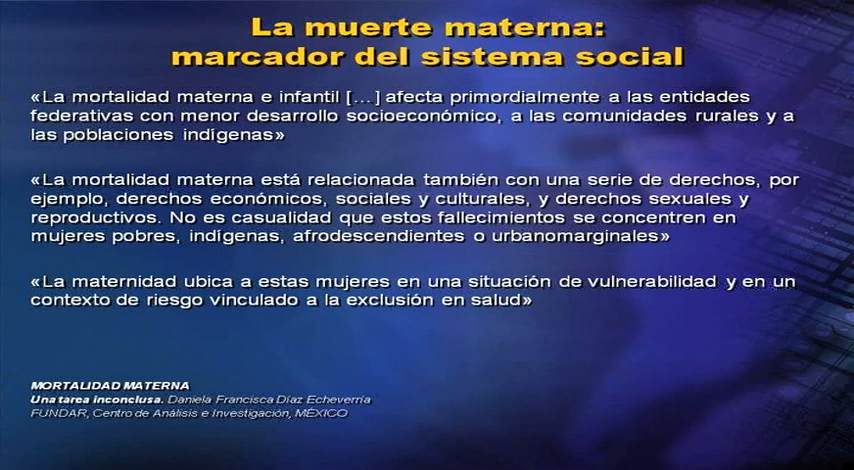 La muerte materna:
marcador del sistema social
«La mortalidad materna e infantil [...] afecta primordialmente a las entidades
federativas con menor desarrollo socioeconómico, a las comunidades rurales y a
las poblaciones indígenas»
«La mortalidad materna está relacionada también con una serie de derechos, por
ejemplo, derechos económicos, sociales y culturales, y derechos sexuales y
reproductivos. No es casualidad que estos fallecimientos se concentren en
mujeres pobres, indígenas, afrodescendientes o urbanomarginales»
«La maternidad ubica a estas mujeres en una situación de vulnerabilidad y en un
contexto de riesgo vinculado a la exclusión en salud»
MORTALIDAD MATERNA
Una tarea inconclusa. Daniela Francisca Díaz Echeverría
FUNDAR, Centro de Análisis e Investigación, MÉXICO